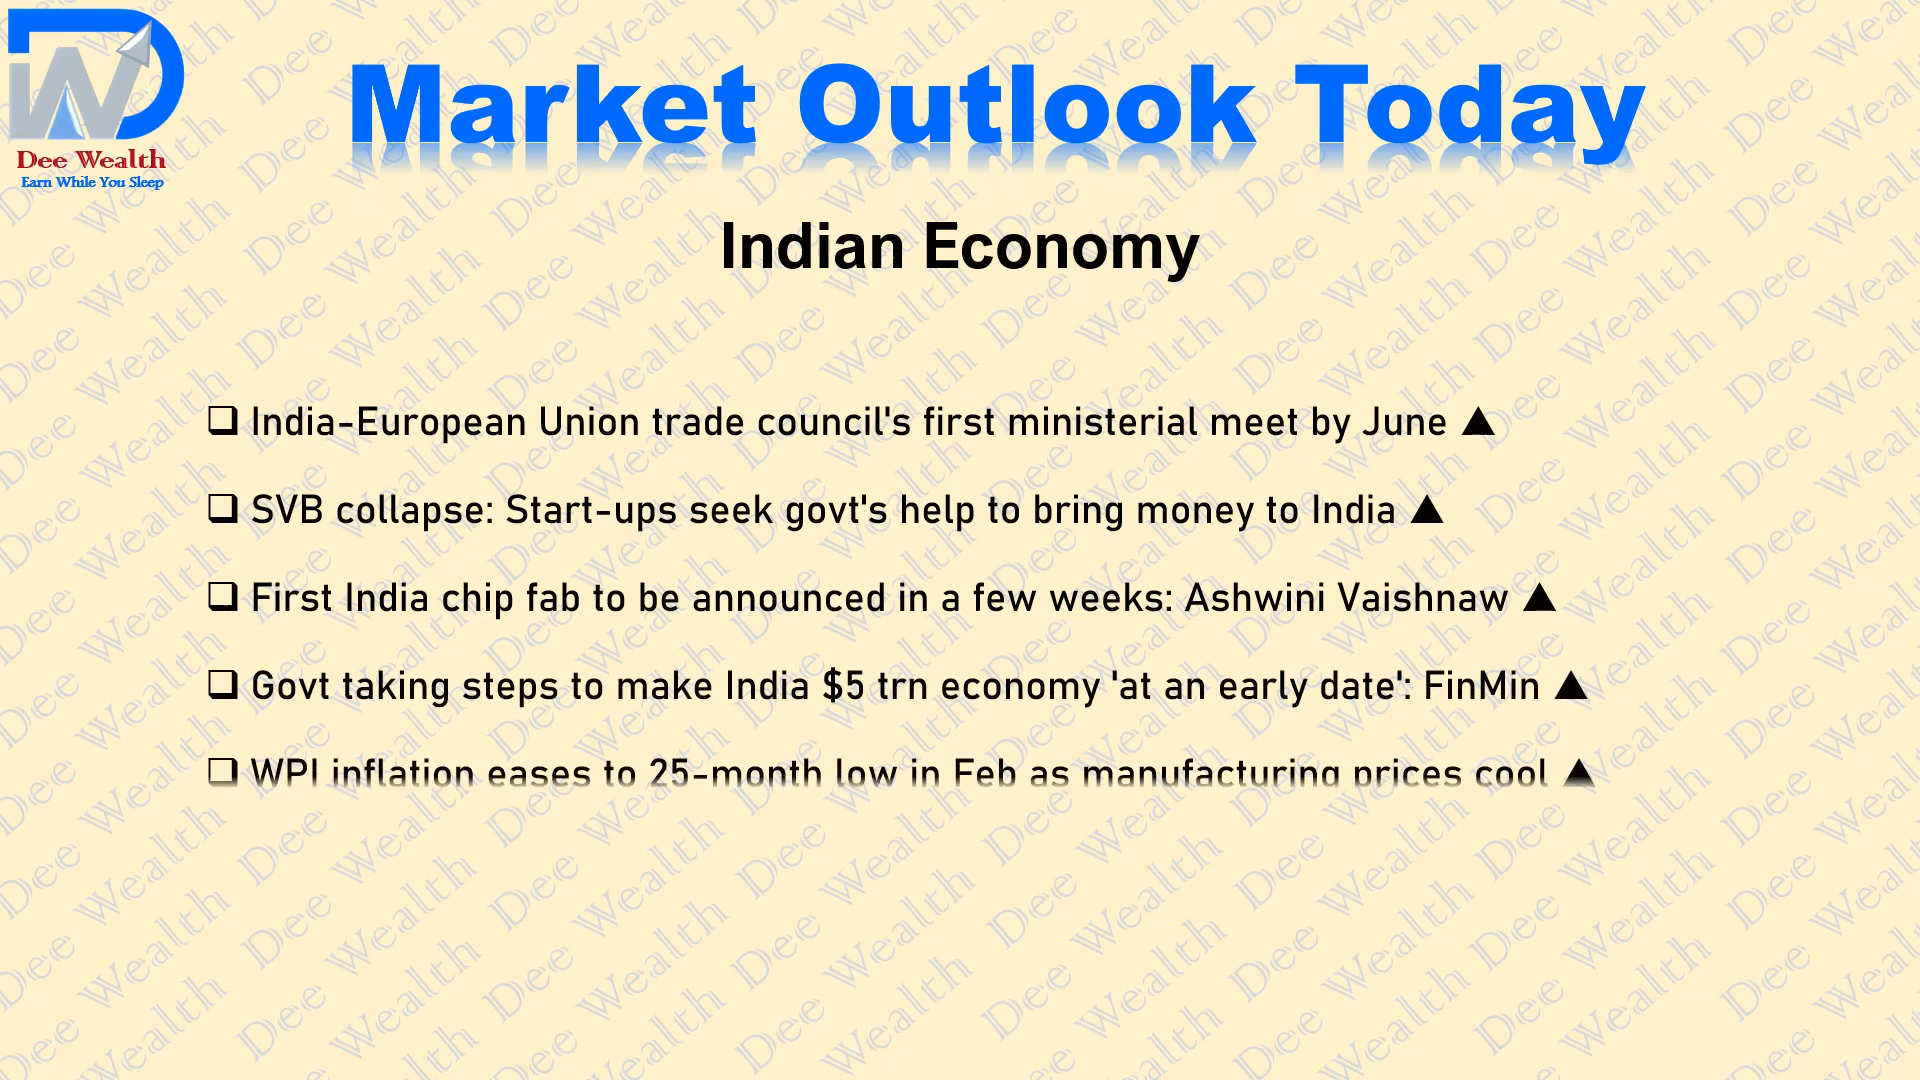 Dee Wealth
Earn While You Sleep
Market Outlook Today
Indian Economy
❑ India-European Union trade council's first ministerial meet by June ▲
❑ SVB collapse: Start-ups seek govt's help to bring money to India ▲
❑ First India chip fab to be announced in a few weeks: Ashwini Vaishnaw ▲
❑ Govt taking steps to make India $5 trn economy 'at an early date': FinMin ▲
❑ WPI inflation eases to 25-month low in Feb as manufacturing prices cool ▲